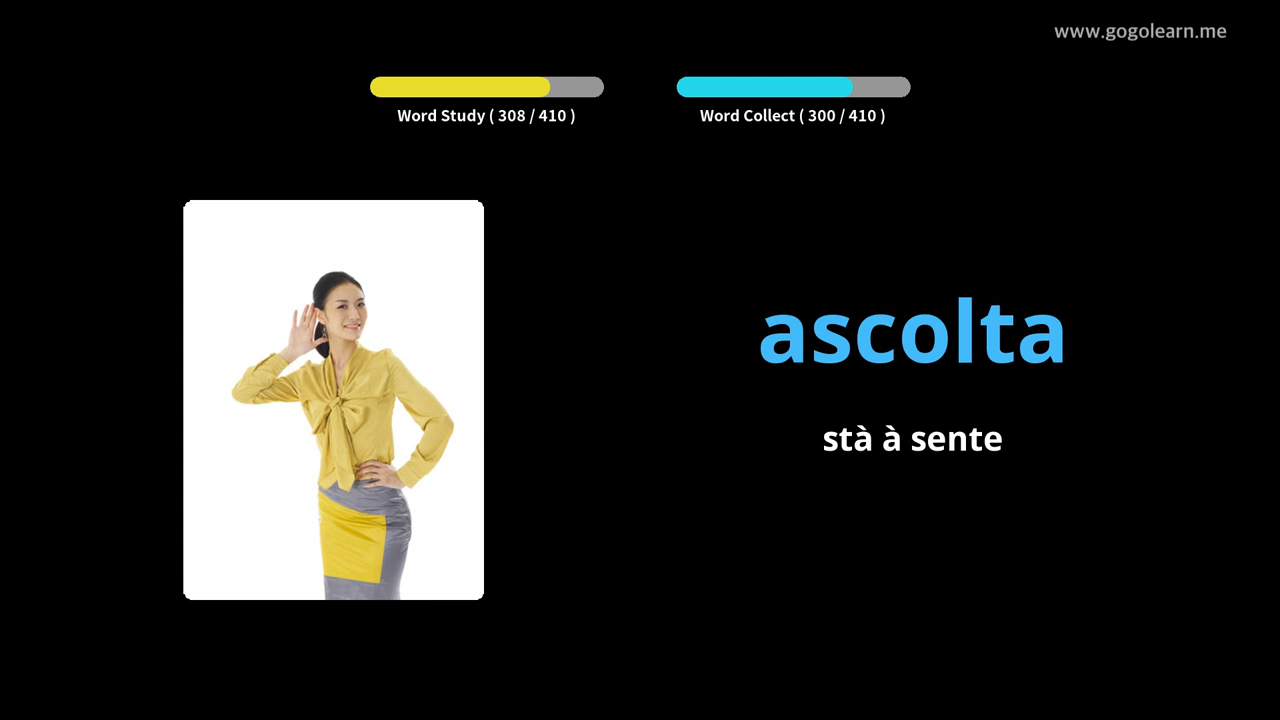 www.gogolearn.me
Word Study ( 308 / 410 )
Word Collect ( 300 / 410 )
ascolta
stà à sente